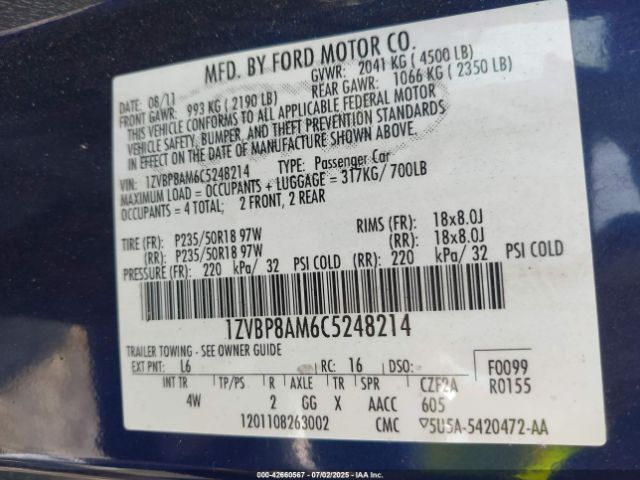 MFD. BY FORD MOTOR CO.
DATE: 08/11 GVWR: 2041 KG ( 4500 LB)
FRONT GAWR: 993 KG ( 2190 LB) REAR GAWR: 1066 KG ( 2350 LB)
THIS VEHICLE CONFORMS TO ALL APPLICABLE FEDERAL MOTOR
VEHICLE SAFETY, BUMPER, AND THEFT PREVENTION STANDARDS
IN EFFECT ON THE DATE OF MANUFACTURE SHOWN ABOVE.
VIN: 1ZVBP8AM6C5248214 TYPE: Passenger Car
MAXIMUM LOAD = OCCUPANTS + LUGGAGE = 317KG/ 700LB
OCCUPANTS = 4 TOTAL; 2 FRONT, 2 REAR
TIRE (FR): P235/50R18 97W RIMS (FR): 18x8.0J
(RR): P235/50R18 97W (RR): 18x8.0J
PRESSURE (FR): 220 kPa/ 32 PSI COLD (RR): 220 kPa/ 32 PSI COLD
1ZVBP8AM6C5248214
TRAILER TOWING - SEE OWNER GUIDE
EXT PNT: L6 RC: 16 DSO: F0099
INT TR TP/PS R AXLE TR SPR CZF2A R0155
4W 2 GG X AACC 605
1201108263002 CMC ▽5U5A-5420472-AA
000-42660567 - 07/02/2025 - IAA Inc.